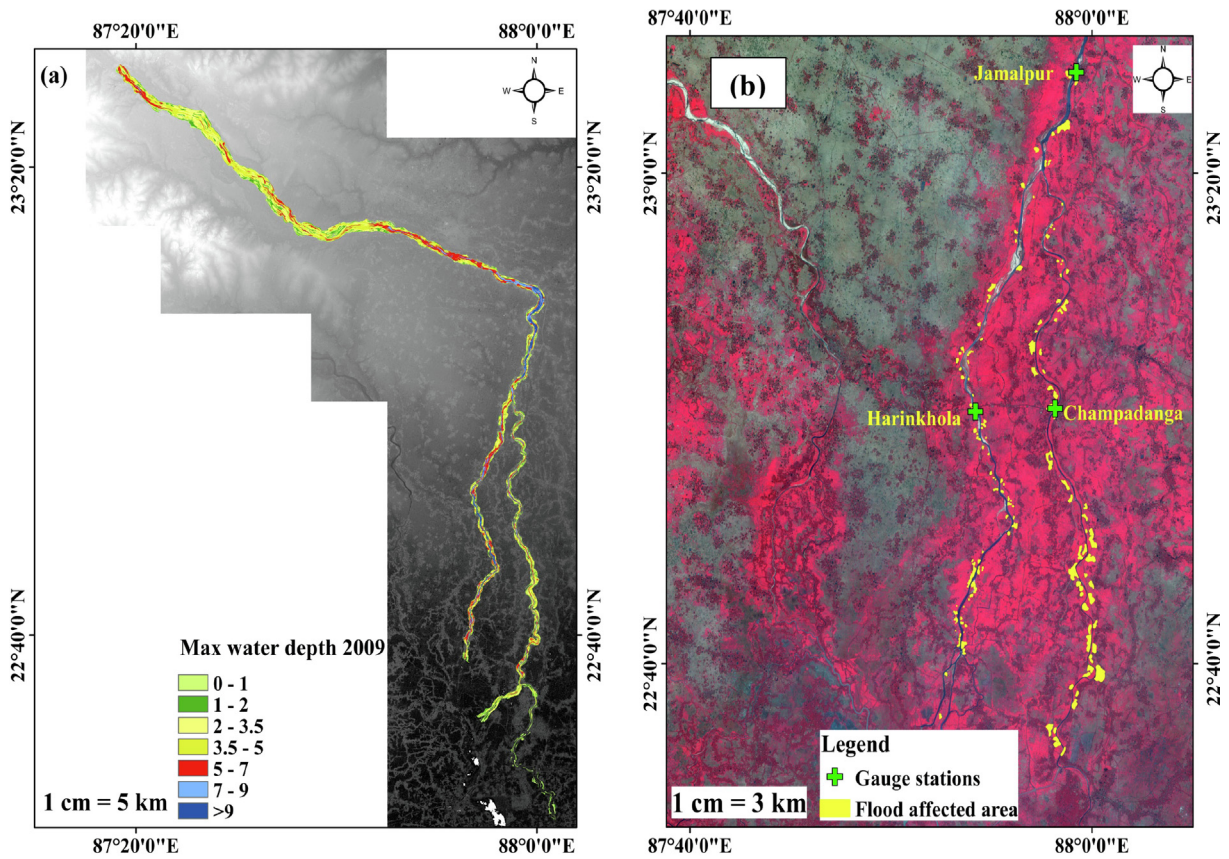 87°20'0"E
88°0'0"E
(a)
N
W
E
S
23°20'0"N
23°20'0"N
22°40'0"N
22°40'0"N
Max water depth 2009
0 - 1
1 - 2
2 - 3.5
3.5 - 5
5 - 7
7 - 9
>9
1 cm = 5 km
87°20'0"E
88°0'0"E
87°40'0"E
88°0'0"E
(b)
Jamalpur
N
W
E
S
23°0'0"N
23°20'0"N
Harinkhola
Champadanga
22°40'0"N
22°40'0"N
Legend
Gauge stations
Flood affected area
1 cm = 3 km
87°40'0"E
88°0'0"E